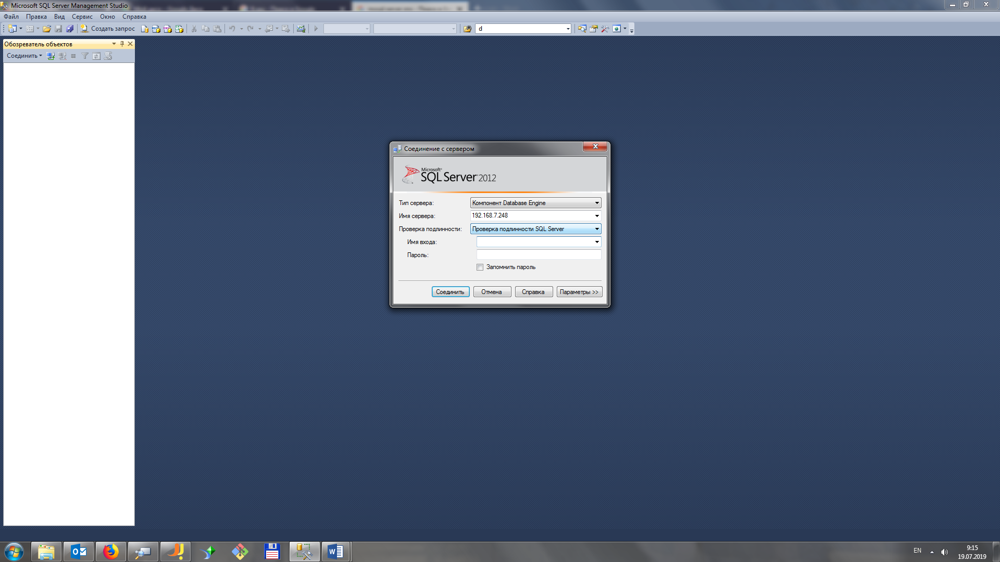 Microsoft SQL Server Management Studio
Файл Правка Вид Сервис Окно Справка
Создать запрос
d
Обозреватель объектов
Соединить
Соединение с сервером
Microsoft®
SQL Server 2012
Тип сервера: Компонент Database Engine
Имя сервера: 192.168.7.248
Проверка подлинности: Проверка подлинности SQL Server
Имя входа:
Пароль:
Запомнить пароль
Соединить Отмена Справка Параметры >>
EN
9:15
19.07.2019